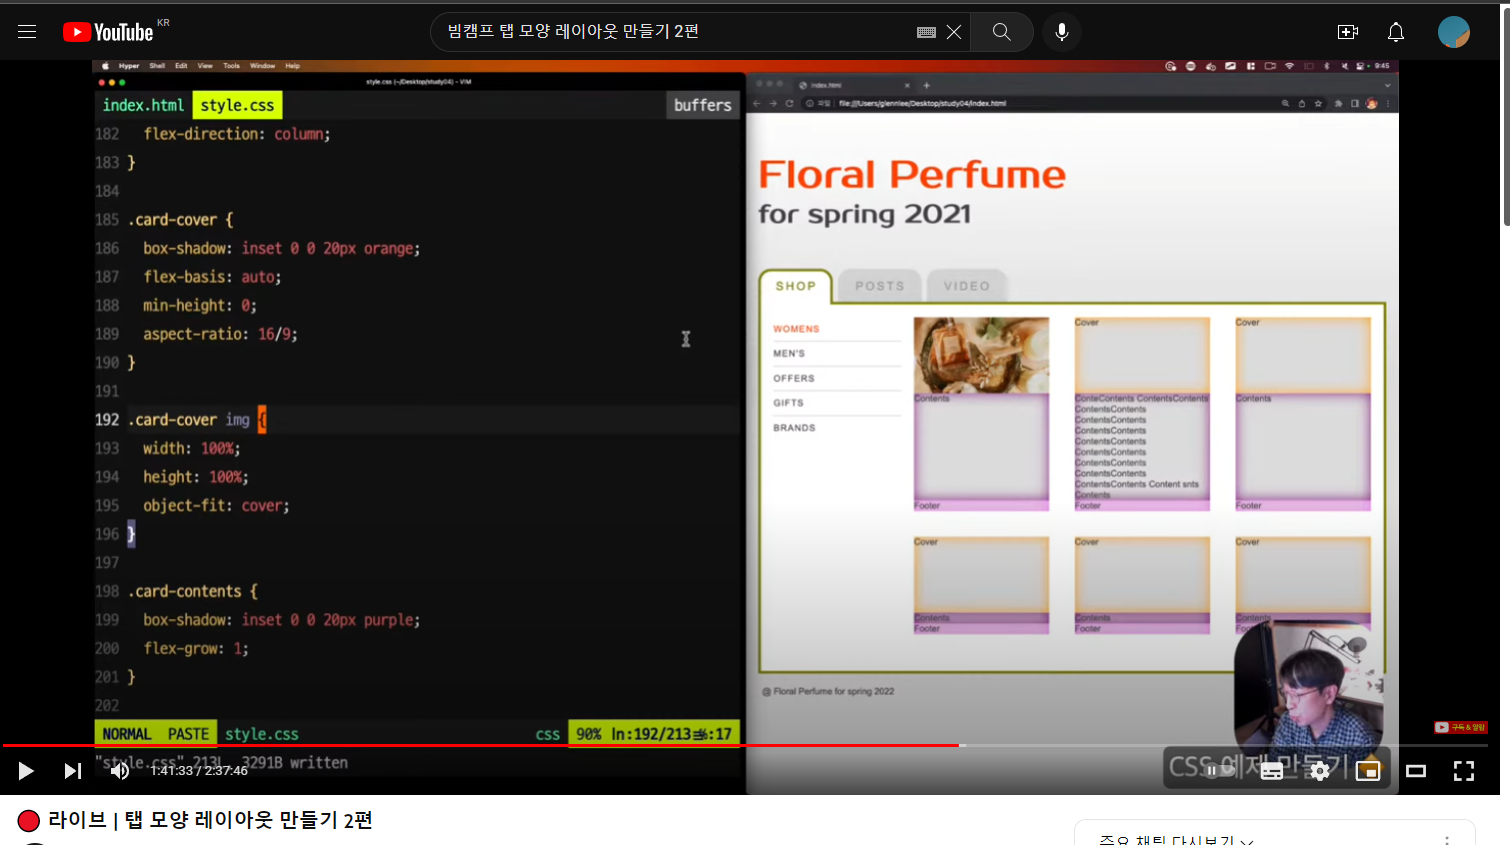 YouTube KR
빔캠프 탭 모양 레이아웃 만들기 2편
Hyper Shell Edit View Tools Window Help
9:45
style.css (~/Desktop/study04) - VIM
index.html style.css buffers
182 flex-direction: column;
183 }
184
185 .card-cover {
186 box-shadow: inset 0 0 20px orange;
187 flex-basis: auto;
188 min-height: 0;
189 aspect-ratio: 16/9;
190 }
191
192 .card-cover img {
193 width: 100%;
194 height: 100%;
195 object-fit: cover;
196 }
197
198 .card-contents {
199 box-shadow: inset 0 0 20px purple;
200 flex-grow: 1;
201 }
202
NORMAL PASTE style.css css 90% ln:192/213 :17
"style.css" 213L, 3291B written
index.html
파일 file:///Users/glennlee/Desktop/study04/index.html
Floral Perfume
for spring 2021
SHOP POSTS VIDEO
WOMENS
MEN'S
OFFERS
GIFTS
BRANDS
Cover Cover
Contents
ConteContents ContentsContents
ContentsContents
ContentsContents
ContentsContents
ContentsContents
ContentsContents
ContentsContents
ContentsContents
ContentsContents Content snts
Contents
Contents
Footer Footer Footer
Cover Cover Cover
Contents Contents Contents
Footer Footer Footer
@ Floral Perfume for spring 2022
구독 & 알림
CSS 예제 만들기
1:41:33 / 2:37:46
라이브 | 탭 모양 레이아웃 만들기 2편
주요 채팅 다시보기